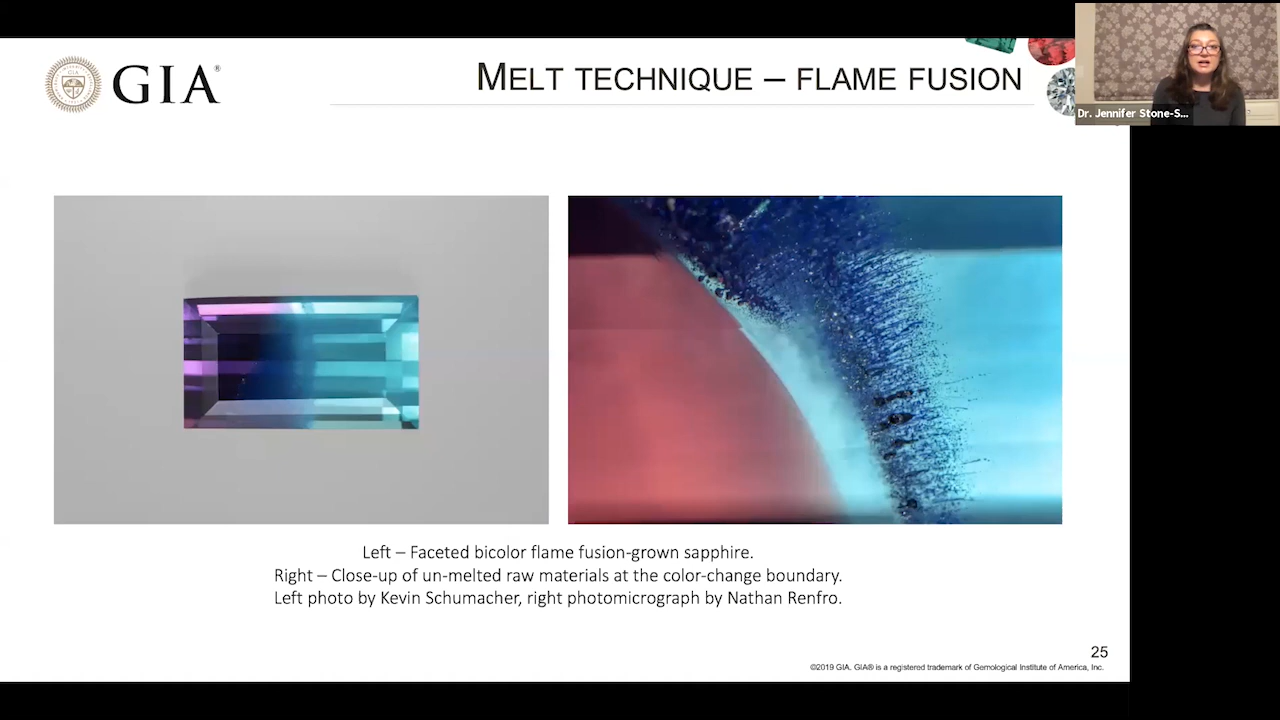 GIA®
MELT TECHNIQUE – FLAME FUSION
Dr. Jennifer Stone-S...
Left – Faceted bicolor flame fusion-grown sapphire.
Right – Close-up of un-melted raw materials at the color-change boundary.
Left photo by Kevin Schumacher, right photomicrograph by Nathan Renfro.
25
©2019 GIA. GIA® is a registered trademark of Gemological Institute of America, Inc.